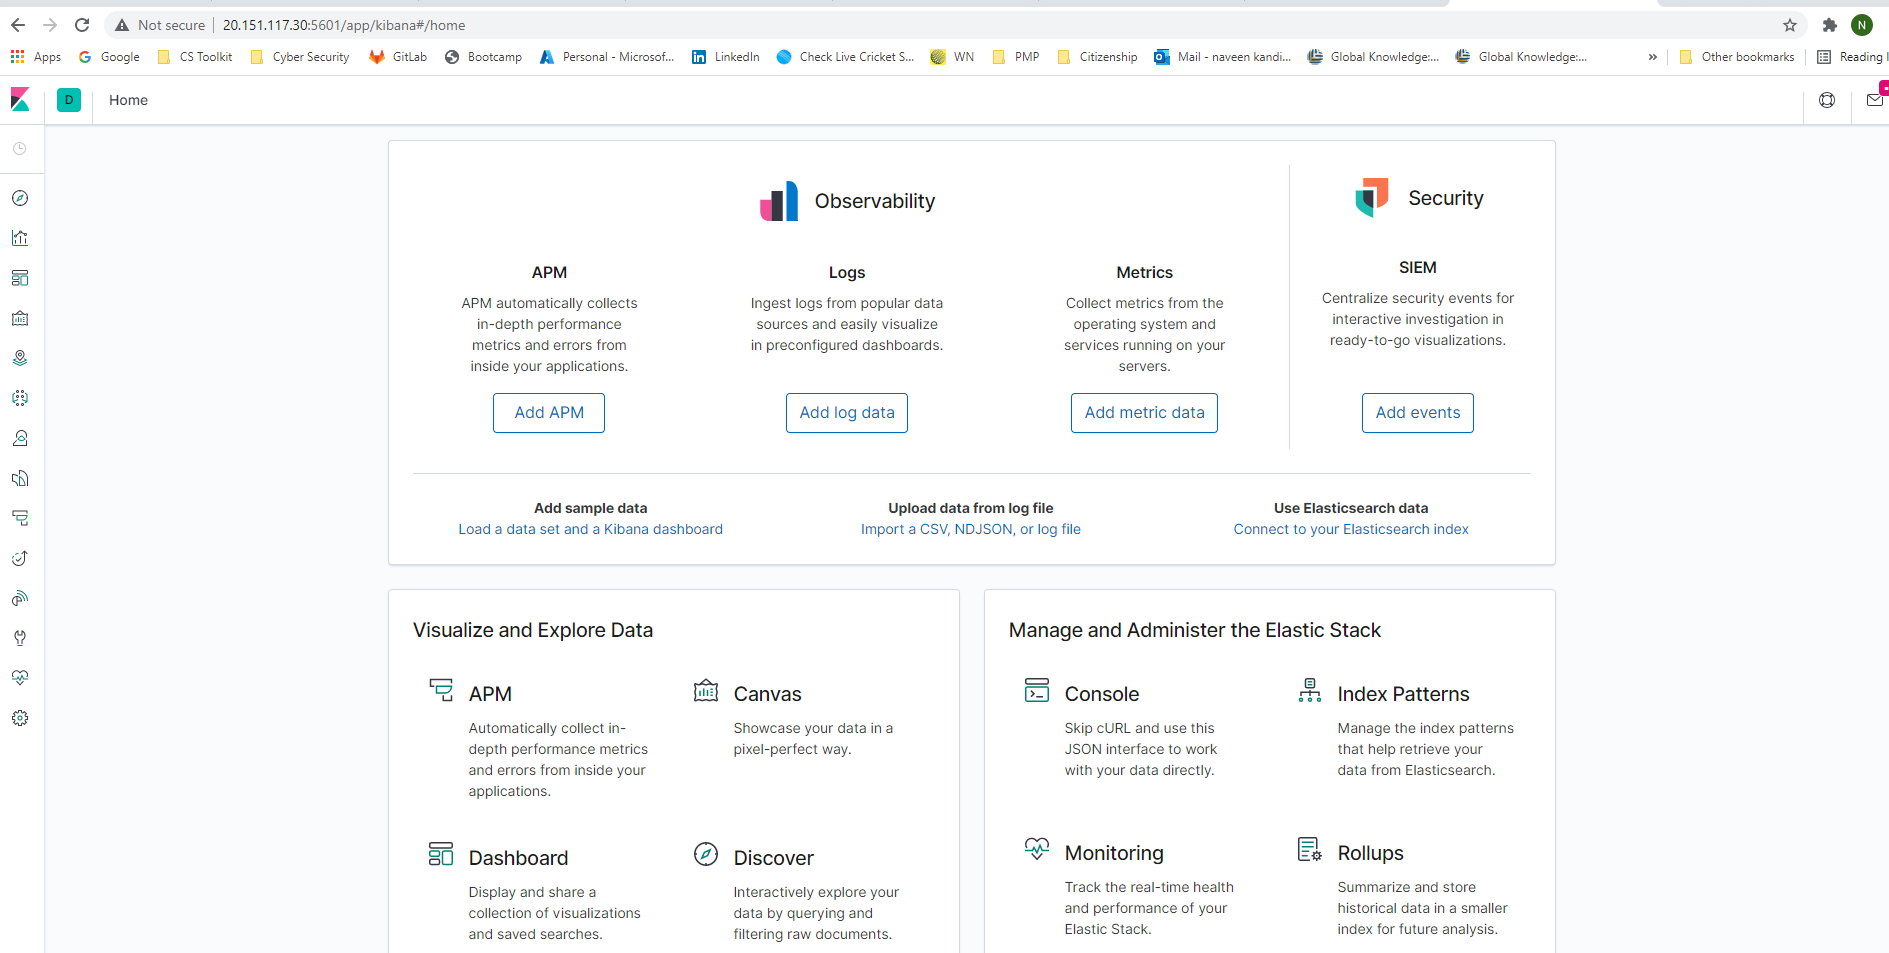 Not secure
20.151.117.30:5601/app/kibana#/home
N
Apps
Google
CS Toolkit
Cyber Security
GitLab
Bootcamp
Personal - Microsof...
LinkedIn
Check Live Cricket S...
WN
PMP
Citizenship
Mail - naveen kandi...
Global Knowledge:...
Global Knowledge:...
»
Other bookmarks
Reading
D
Home
Observability
APM
APM automatically collects
in-depth performance
metrics and errors from
inside your applications.
Add APM
Logs
Ingest logs from popular data
sources and easily visualize
in preconfigured dashboards.
Add log data
Metrics
Collect metrics from the
operating system and
services running on your
servers.
Add metric data
Security
SIEM
Centralize security events for
interactive investigation in
ready-to-go visualizations.
Add events
Add sample data
Load a data set and a Kibana dashboard
Upload data from log file
Import a CSV, NDJSON, or log file
Use Elasticsearch data
Connect to your Elasticsearch index
Visualize and Explore Data
APM
Automatically collect in-
depth performance metrics
and errors from inside your
applications.
Canvas
Showcase your data in a
pixel-perfect way.
Dashboard
Display and share a
collection of visualizations
and saved searches.
Discover
Interactively explore your
data by querying and
filtering raw documents.
Manage and Administer the Elastic Stack
Console
Skip cURL and use this
JSON interface to work
with your data directly.
Index Patterns
Manage the index patterns
that help retrieve your
data from Elasticsearch.
Monitoring
Track the real-time health
and performance of your
Elastic Stack.
Rollups
Summarize and store
historical data in a smaller
index for future analysis.